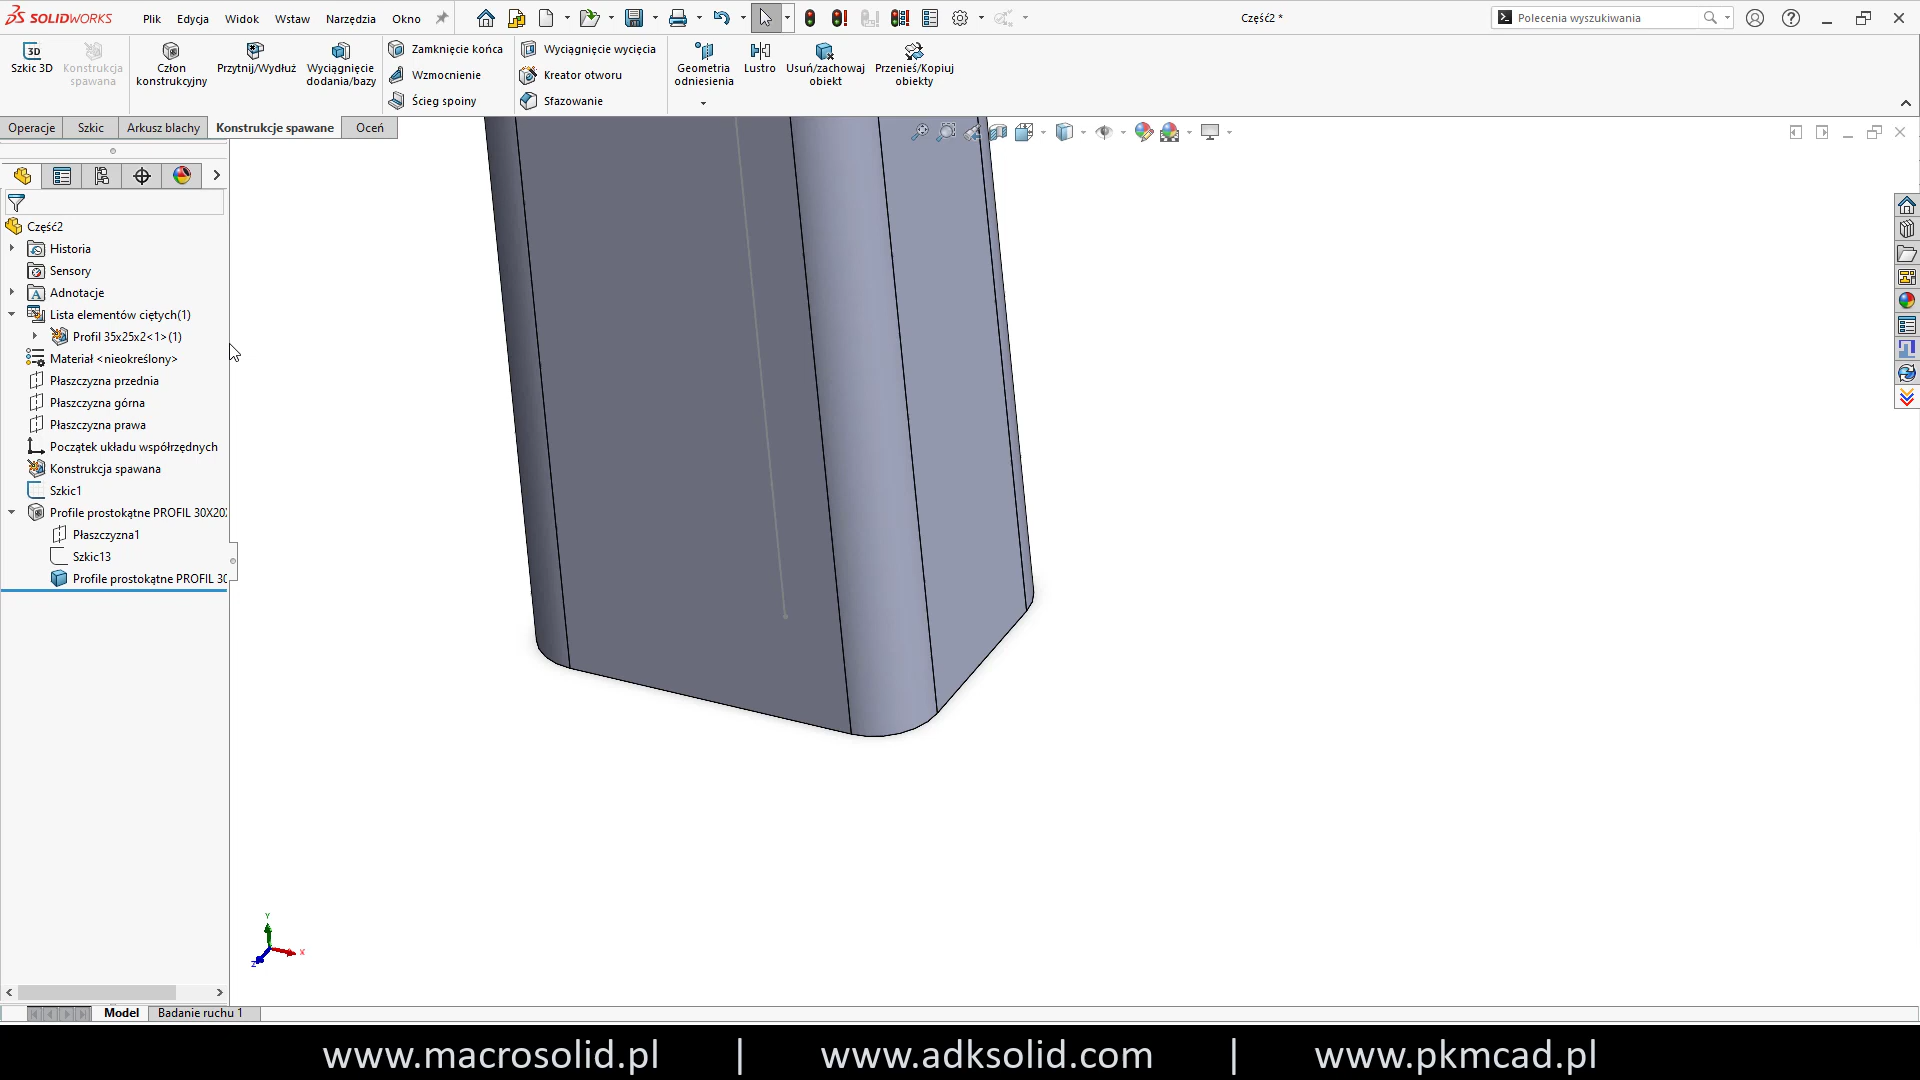 SOLIDWORKS Plik Edycja Widok Wstaw Narzędzia Okno Część2 * Polecenia wyszukiwania
3D
Szkic 3D
Konstrukcja
spawana
Człon
konstrukcyjny
Przytnij/Wydłuż
Wyciągnięcie
dodania/bazy
Zamknięcie końca
Wzmocnienie
Ścieg spoiny
Wyciągnięcie wycięcia
Kreator otworu
Sfazowanie
Geometria
odniesienia
Lustro
Usuń/zachowaj
obiekt
Przenieś/Kopiuj
obiekty
Operacje Szkic Arkusz blachy Konstrukcje spawane Oceń
Część2
Historia
Sensory
Adnotacje
Lista elementów ciętych(1)
Profil 35x25x2<1>(1)
Materiał <nieokreślony>
Płaszczyzna przednia
Płaszczyzna górna
Płaszczyzna prawa
Początek układu współrzędnych
Konstrukcja spawana
Szkic1
Profile prostokątne PROFIL 30X20
Płaszczyzna1
Szkic13
Profile prostokątne PROFIL 30
Y
X
Z
Model Badanie ruchu 1
www.macrosolid.pl | www.adksolid.com | www.pkmcad.pl